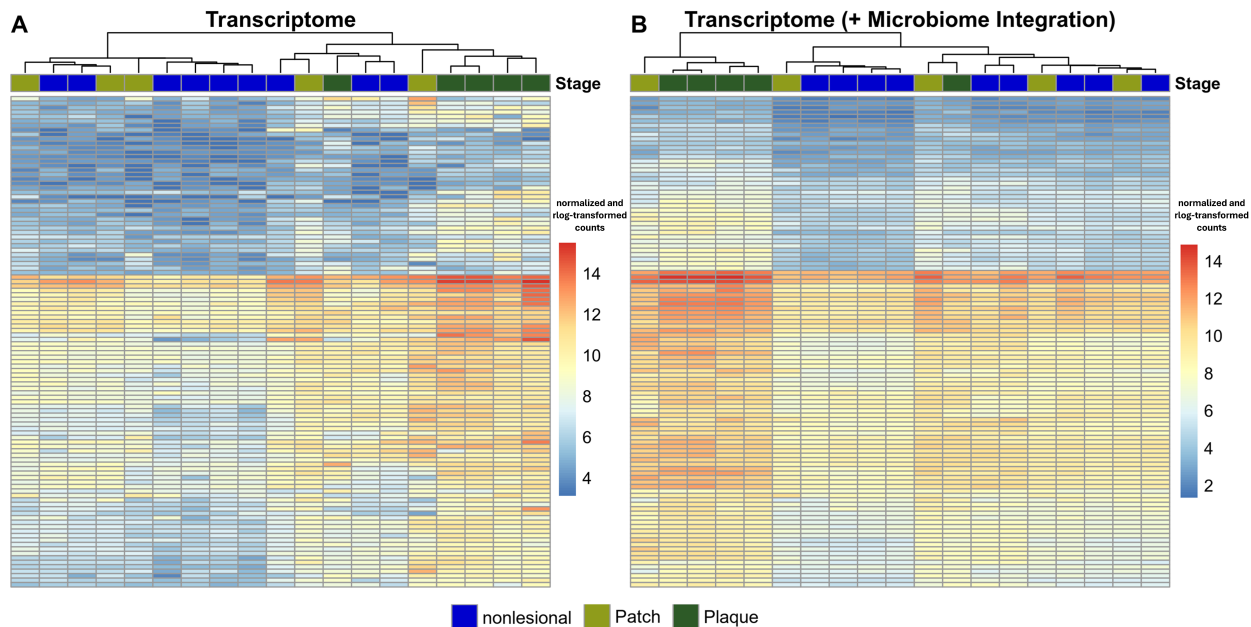 A
Transcriptome
Stage
normalized and
rlog-transformed
counts
14
12
10
8
6
4
B
Transcriptome (+ Microbiome Integration)
Stage
normalized and
rlog-transformed
counts
14
12
10
8
6
4
2
nonlesional Patch Plaque